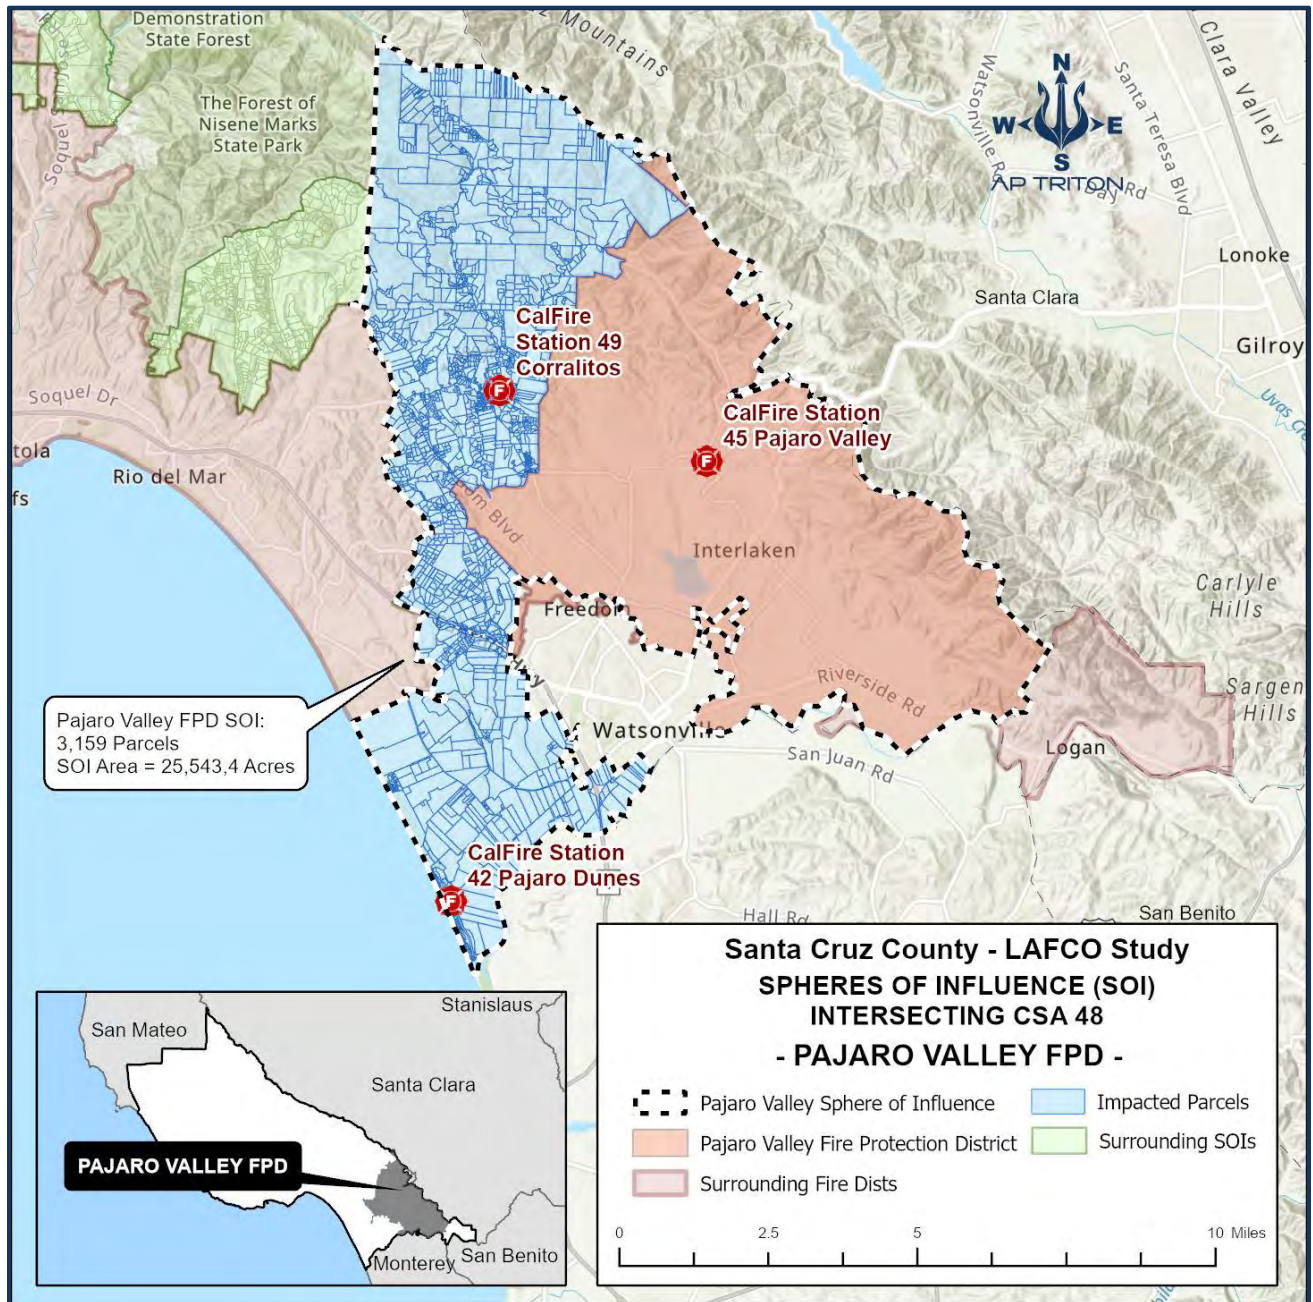 Demonstration
State Forest
Mountains
The Forest of
Nisene Marks
State Park
Clara Valley
Santa Teresa Blvd
Watsonville Rd
N
W
E
S
AP TRITON
Day Rd
Lonoke
Santa Clara
Gilroy
CalFire
Station 49
Corralitos
CalFire Station
45 Pajaro Valley
Soquel Dr
tola
Rio del Mar
fs
Blvd
Interlaken
Carlyle
Hills
Freedom
Riverside Rd
Sargen
Hills
Watsonville
Logan
San Juan Rd
Pajaro Valley FPD SOI:
3,159 Parcels
SOI Area = 25,543,4 Acres
CalFire Station
42 Pajaro Dunes
Hall Rd
San Benito
Santa Cruz County - LAFCO Study
SPHERES OF INFLUENCE (SOI)
INTERSECTING CSA 48
- PAJARO VALLEY FPD -
Pajaro Valley Sphere of Influence
Impacted Parcels
Pajaro Valley Fire Protection District
Surrounding SOIs
Surrounding Fire Dists
0
2.5
5
10 Miles
Stanislaus
San Mateo
Santa Clara
PAJARO VALLEY FPD
Monterey
San Benito